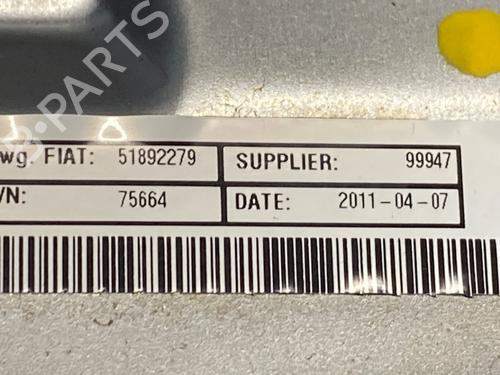 B-PARTS
wg. FIAT: 51892279 SUPPLIER: 99947
/N: 75664 DATE: 2011-04-07